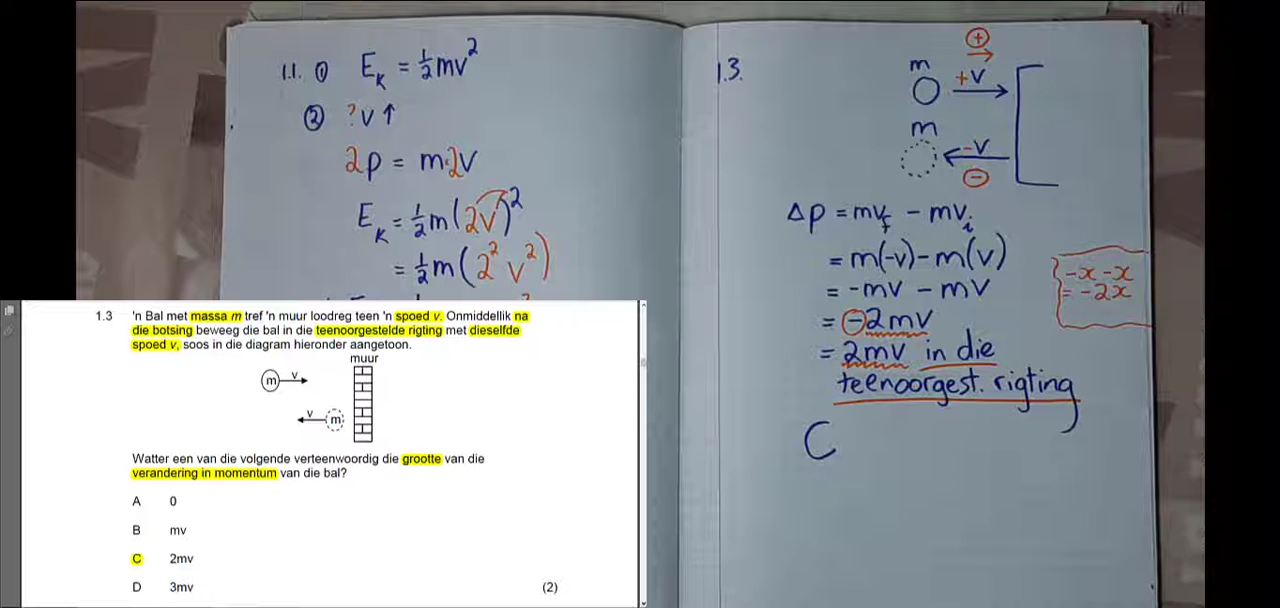 1.1. ① Eₖ = ½mv²
② ?v↑
2p = m·2v
Eₖ = ½m(2v)²
= ½m(2²v²)
1.3.
⊕
m
+v
m
-v
⊖
Δp = mv_f - mv_i
= m(-v) - m(v)
= -mv - mv
= -2mv
= 2mv in die
teenoorgest. rigting
C
-x -x
= -2x
1.3 'n Bal met massa m tref 'n muur loodreg teen 'n spoed v. Onmiddellik na
die botsing beweeg die bal in die teenoorgestelde rigting met dieselfde
spoed v, soos in die diagram hieronder aangetoon.
muur
m v
v m
Watter een van die volgende verteenwoordig die grootte van die
verandering in momentum van die bal?
A 0
B mv
C 2mv
D 3mv (2)